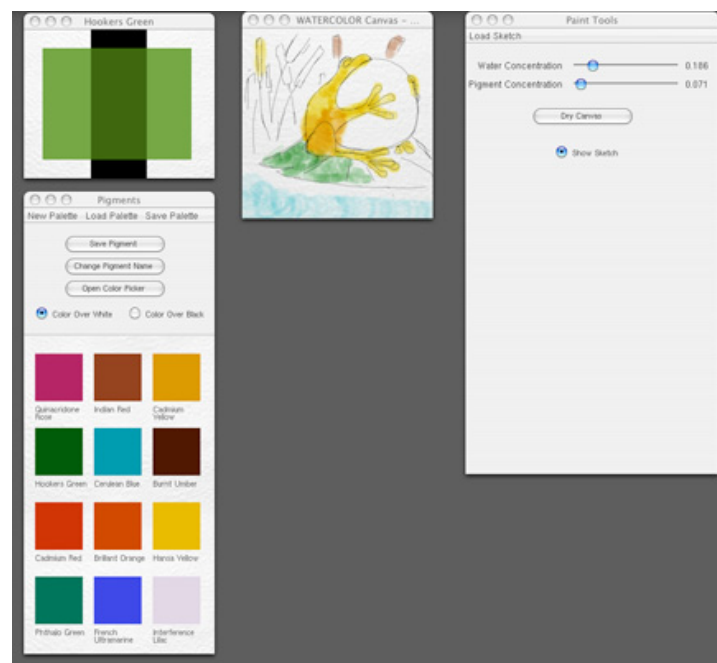 Hookers Green
WATERCOLOR Canvas – ...
Paint Tools
Load Sketch
Water Concentration 0.186
Pigment Concentration 0.071
Dry Canvas
Show Sketch
Pigments
New Palette Load Palette Save Palette
Save Pigment
Change Pigment Name
Open Color Picker
Color Over White Color Over Black
Quinacridone Rose
Indian Red
Cadmium Yellow
Hookers Green
Cerulean Blue
Burnt Umber
Cadmium Red
Brilliant Orange
Hansa Yellow
Phthalo Green
French Ultramarine
Interference Lilac